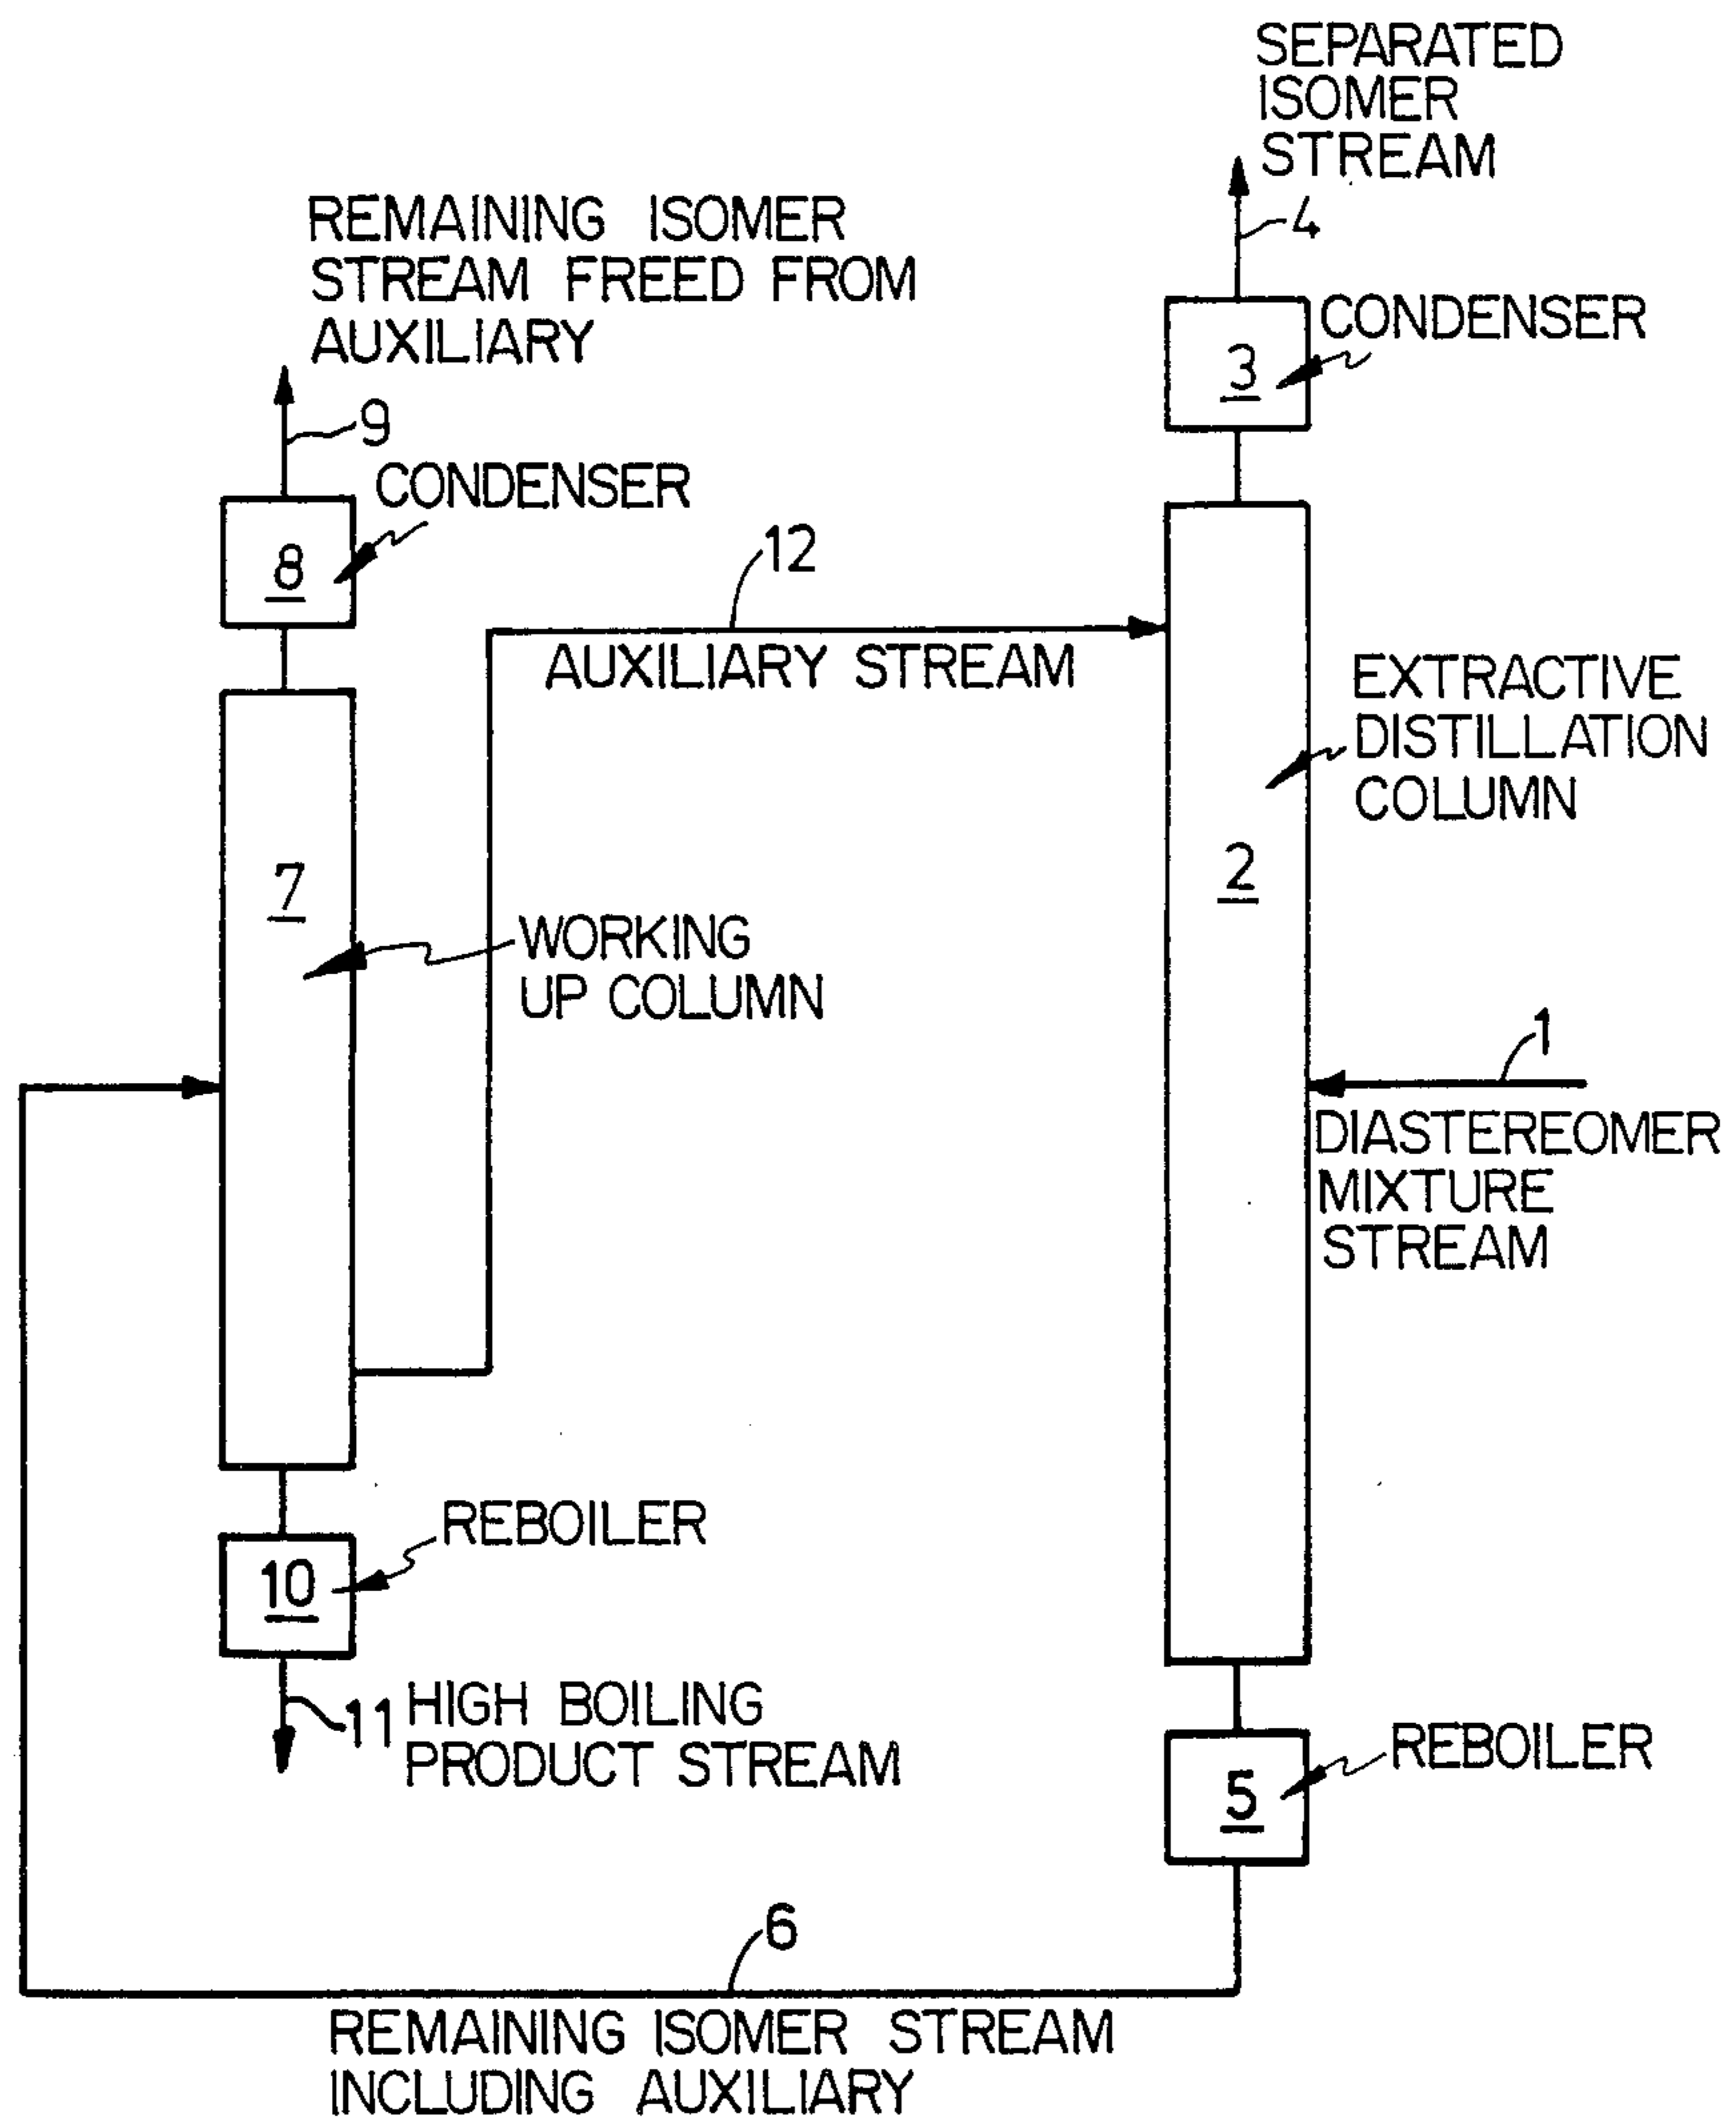 SEPARATED
ISOMER
STREAM
4
REMAINING ISOMER
STREAM FREED FROM
AUXILIARY
9
CONDENSER
3
CONDENSER
8
12
AUXILIARY STREAM
EXTRACTIVE
DISTILLATION
COLUMN
2
7
WORKING
UP COLUMN
1
DIASTEREOMER
MIXTURE
STREAM
REBOILER
10
11
HIGH BOILING
PRODUCT STREAM
REBOILER
5
6
REMAINING ISOMER STREAM
INCLUDING AUXILIARY